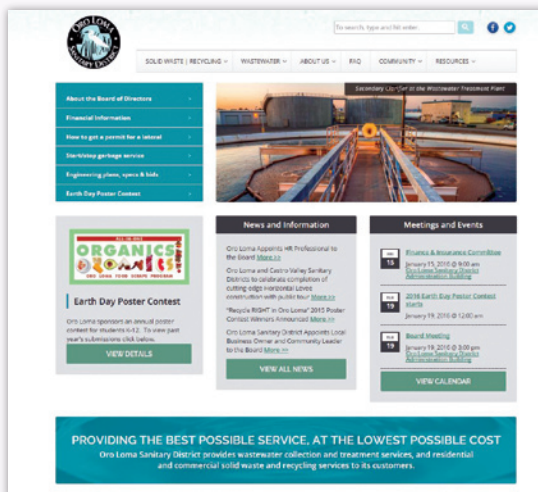 ORO LOMA
SANITARY DISTRICT
To search, type and hit enter
SOLID WASTE | RECYCLING
WASTEWATER
ABOUT US
FAQ
COMMUNITY
RESOURCES
About the Board of Directors
Financial Information
How to get a permit for a lateral
Start/stop garbage service
Engineering plans, specs & bids
Earth Day Poster Contest
Secondary Clarifier at the Wastewater Treatment Plant
ALL-IN-ONE
ORGANICS
ORO LOMA FOOD SCRAPS PROGRAM
Earth Day Poster Contest
Oro Loma sponsors an annual poster
contest for students K-12. To view past
year's submissions click below.
VIEW DETAILS
News and Information
Oro Loma Appoints HR Professional to
the Board More >>
Oro Loma and Castro Valley Sanitary
Districts to celebrate completion of
cutting-edge Horizontal Levee
construction with public tour More >>
"Recycle RIGHT in Oro Loma" 2015 Poster
Contest Winners Announced More >>
Oro Loma Sanitary District Appoints Local
Business Owner and Community Leader
to the Board More >>
VIEW ALL NEWS
Meetings and Events
15
Finance & Insurance Committee
January 15, 2016 @ 9:00 am
Oro Loma Sanitary District
Administration Building
19
2016 Earth Day Poster Contest
starts
January 19, 2016 @ 12:00 am
19
Board Meeting
January 19, 2016 @ 3:00 pm
Oro Loma Sanitary District
Administration Building
VIEW CALENDAR
PROVIDING THE BEST POSSIBLE SERVICE, AT THE LOWEST POSSIBLE COST
Oro Loma Sanitary District provides wastewater collection and treatment services, and residential
and commercial solid waste and recycling services to its customers.